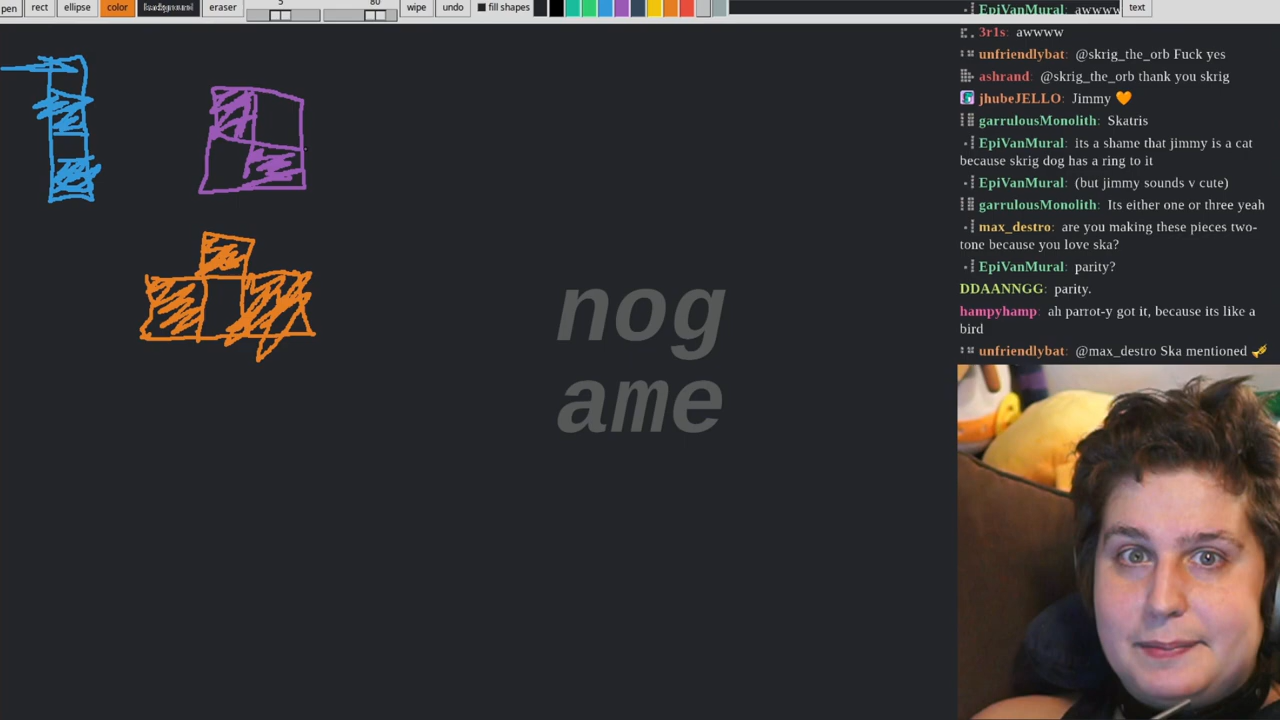 pen rect ellipse color background eraser 5 80 wipe undo fill shapes text
EpiVanMural: awwww
3r1s: awwww
unfriendlybat: @skrig_the_orb Fuck yes
ashrand: @skrig_the_orb thank you skrig
jhubeJELLO: Jimmy 🧡
garrulousMonolith: Skatris
EpiVanMural: its a shame that jimmy is a cat
because skrig dog has a ring to it
EpiVanMural: (but jimmy sounds v cute)
garrulousMonolith: Its either one or three yeah
max_destro: are you making these pieces two-
tone because you love ska?
EpiVanMural: parity?
DDAANNGG: parity.
hampyhamp: ah parrot-y got it, because its like a
bird
unfriendlybat: @max_destro Ska mentioned 🎺
nog
ame